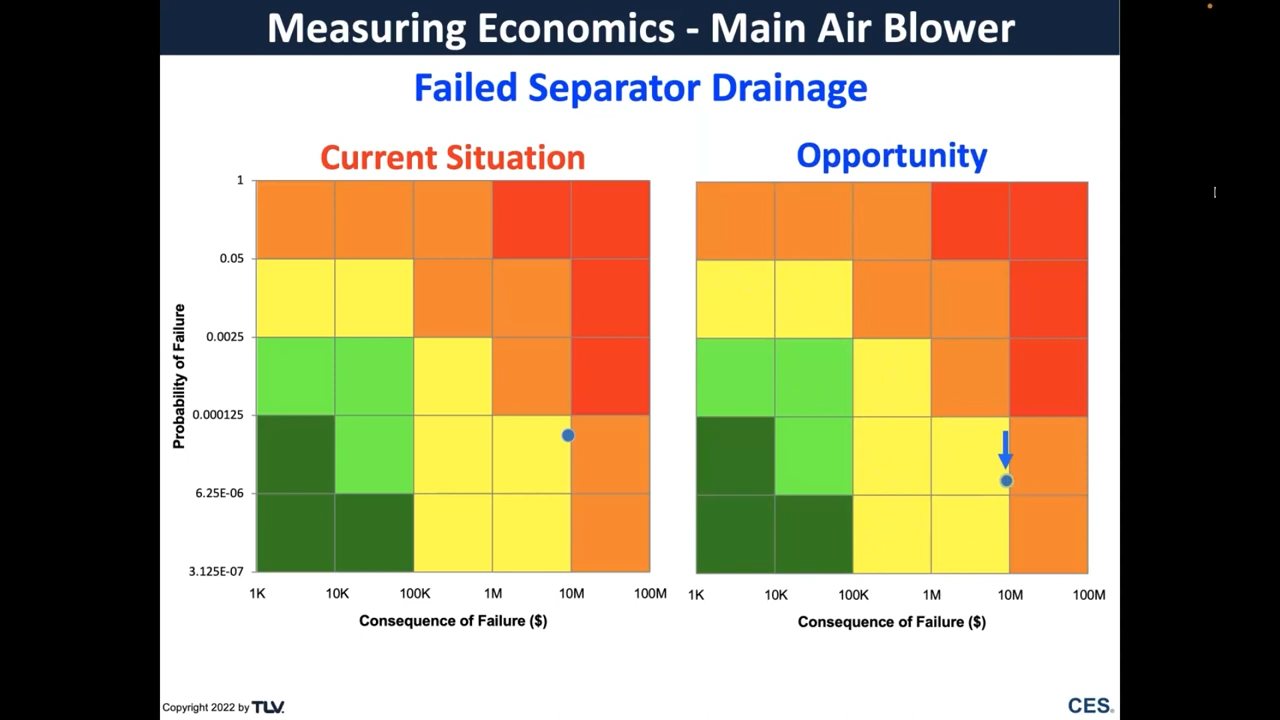 Measuring Economics - Main Air Blower
Failed Separator Drainage
Current Situation
Opportunity
1
0.05
0.0025
0.000125
6.25E-06
3.125E-07
Probability of Failure
1K 10K 100K 1M 10M 100M
Consequence of Failure ($)
1K 10K 100K 1M 10M 100M
Consequence of Failure ($)
Copyright 2022 by TLV.
CES